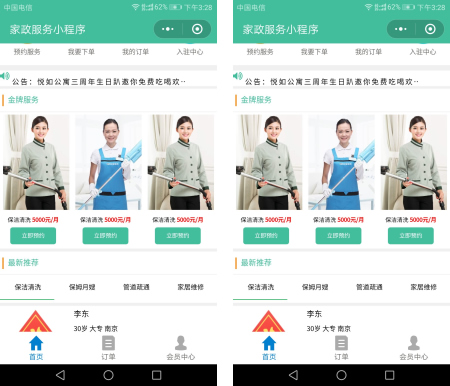 中国电信 62% 下午3:28
家政服务小程序
预约服务 我要下单 我的订单 入驻中心
公告：悦如公寓三周年生日趴邀你免费吃喝欢··
金牌服务
保洁清洗 5000元/月 保洁清洗 5000元/月 保洁清洗 5000元/月
立即预约 立即预约 立即预约
最新推荐
保洁清洗 保姆月嫂 管道疏通 家居维修
李东
30岁 大专 南京
首页 订单 会员中心
中国电信 62% 下午3:28
家政服务小程序
预约服务 我要下单 我的订单 入驻中心
公告：悦如公寓三周年生日趴邀你免费吃喝欢··
金牌服务
保洁清洗 5000元/月 保洁清洗 5000元/月 保洁清洗 5000元/月
立即预约 立即预约 立即预约
最新推荐
保洁清洗 保姆月嫂 管道疏通 家居维修
李东
30岁 大专 南京
首页 订单 会员中心